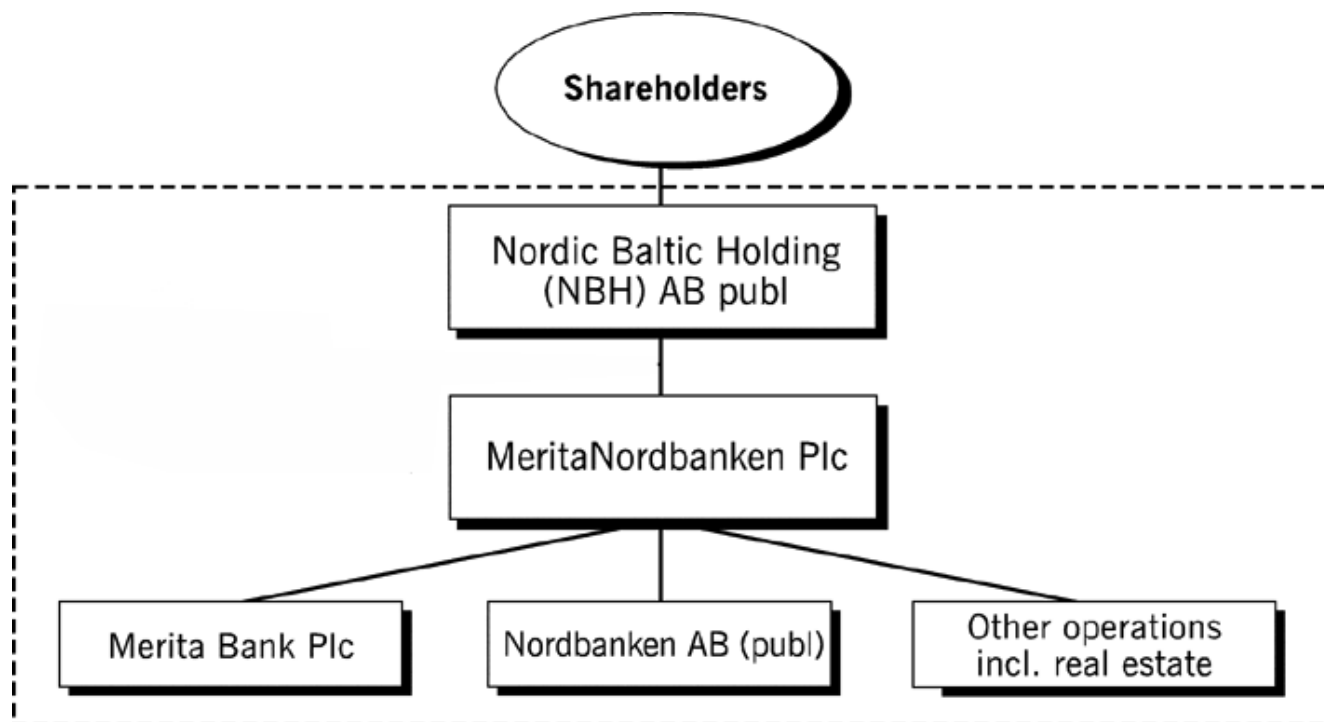 Shareholders
Nordic Baltic Holding
(NBH) AB publ
MeritaNordbanken Plc
Merita Bank Plc
Nordbanken AB (publ)
Other operations
incl. real estate